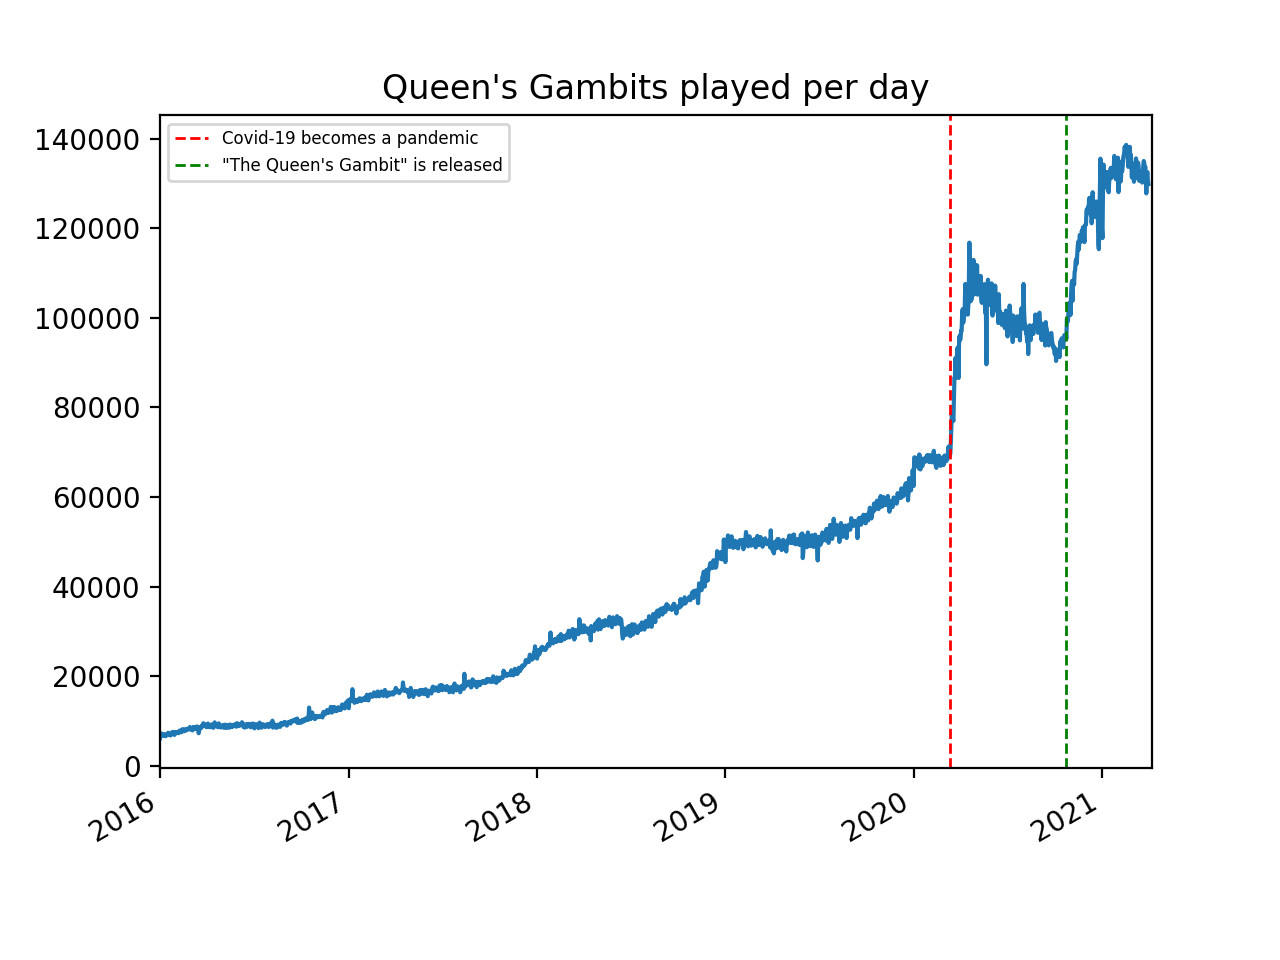 Queen's Gambits played per day
Covid-19 becomes a pandemic
"The Queen's Gambit" is released
140000
120000
100000
80000
60000
40000
20000
0
2016 2017 2018 2019 2020 2021